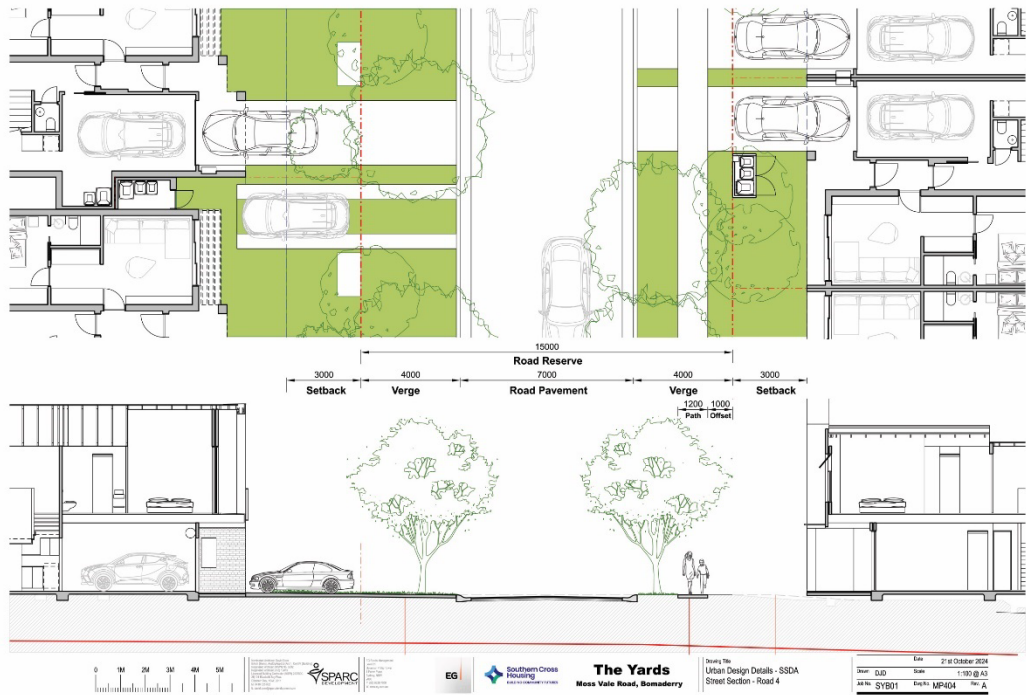 15000
Road Reserve
3000
4000
7000
4000
3000
Setback
Verge
Road Pavement
Verge
Setback
1200
1000
Path
Offset
0 1M 2M 3M 4M 5M
SPARC
DEVELOPMENT
EG
Southern Cross
Housing
The Yards
Moss Vale Road, Bomaderry
Drawing Title
Urban Design Details - SSDA
Street Section - Road 4
Date 21st October 2024
Drawn DJD Scale 1:100 @ A3
Job No. SYB01 Dwg No. MP404 Rev. A